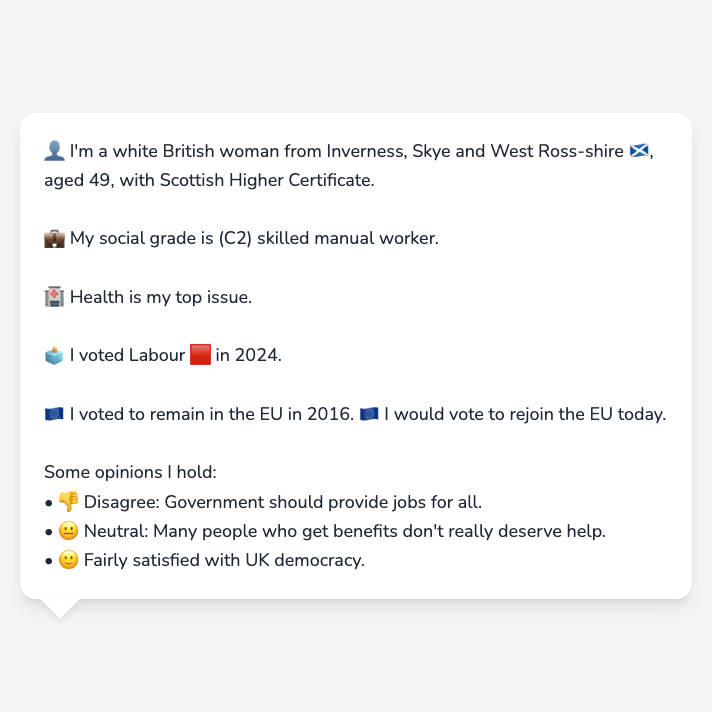 👤 I'm a white British woman from Inverness, Skye and West Ross-shire 🏴󠁧󠁢󠁳󠁣󠁴󠁿,
aged 49, with Scottish Higher Certificate.
💼 My social grade is (C2) skilled manual worker.
🏥 Health is my top issue.
🗳️ I voted Labour 🟥 in 2024.
🇪🇺 I voted to remain in the EU in 2016. 🇪🇺 I would vote to rejoin the EU today.
Some opinions I hold:
• 👎 Disagree: Government should provide jobs for all.
• 😐 Neutral: Many people who get benefits don't really deserve help.
• 🙂 Fairly satisfied with UK democracy.